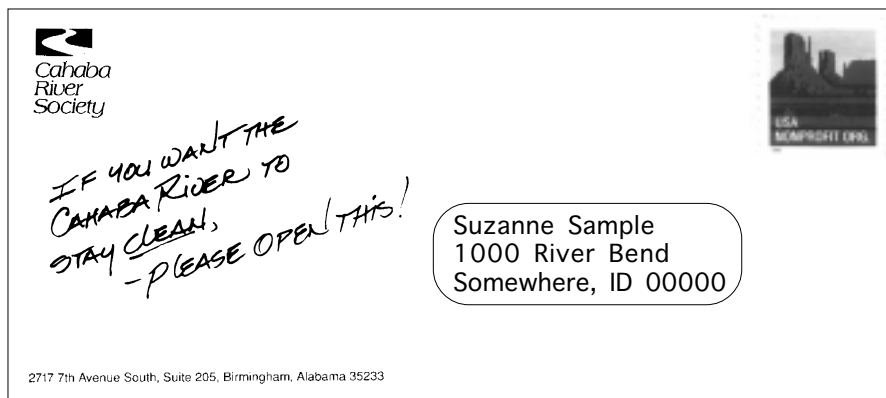 Cahaba
River
Society
USA
NONPROFIT ORG.
IF YOU WANT THE
CAHABA RIVER TO
STAY CLEAN,
- PLEASE OPEN THIS!
Suzanne Sample
1000 River Bend
Somewhere, ID 00000
2717 7th Avenue South, Suite 205, Birmingham, Alabama 35233